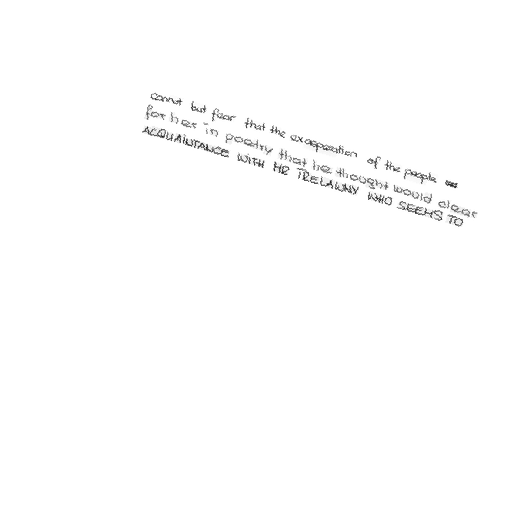 cannot but fear that the exasperation of the people was
for her in poetry that he thought would clear
ACQUAINTANCE WITH MR TRELAWNY WHO SEEMS TO